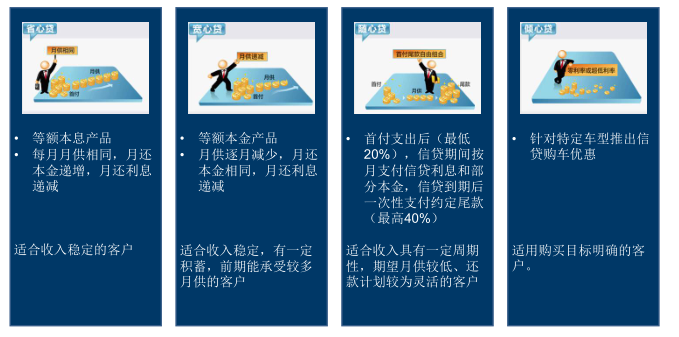 省心贷
月供相同
月供
首付
• 等额本息产品
• 每月月供相同，月还
本金递增，月还利息
递减
适合收入稳定的客户
宽心贷
月供递减
月供
首付
• 等额本金产品
• 月供逐月减少，月还
本金相同，月还利息
递减
适合收入稳定，有一定
积蓄，前期能承受较多
月供的客户
随心贷
首付尾款自由组合
首付
月供
尾款
• 首付支出后（最低
20%），信贷期间按
月支付信贷利息和部
分本金，信贷到期后
一次性支付约定尾款
（最高40%）
适合收入具有一定周期
性，期望月供较低、还
款计划较为灵活的客户
倾心贷
零利率或超低利率
• 针对特定车型推出信
贷购车优惠
适用购买目标明确的客
户。